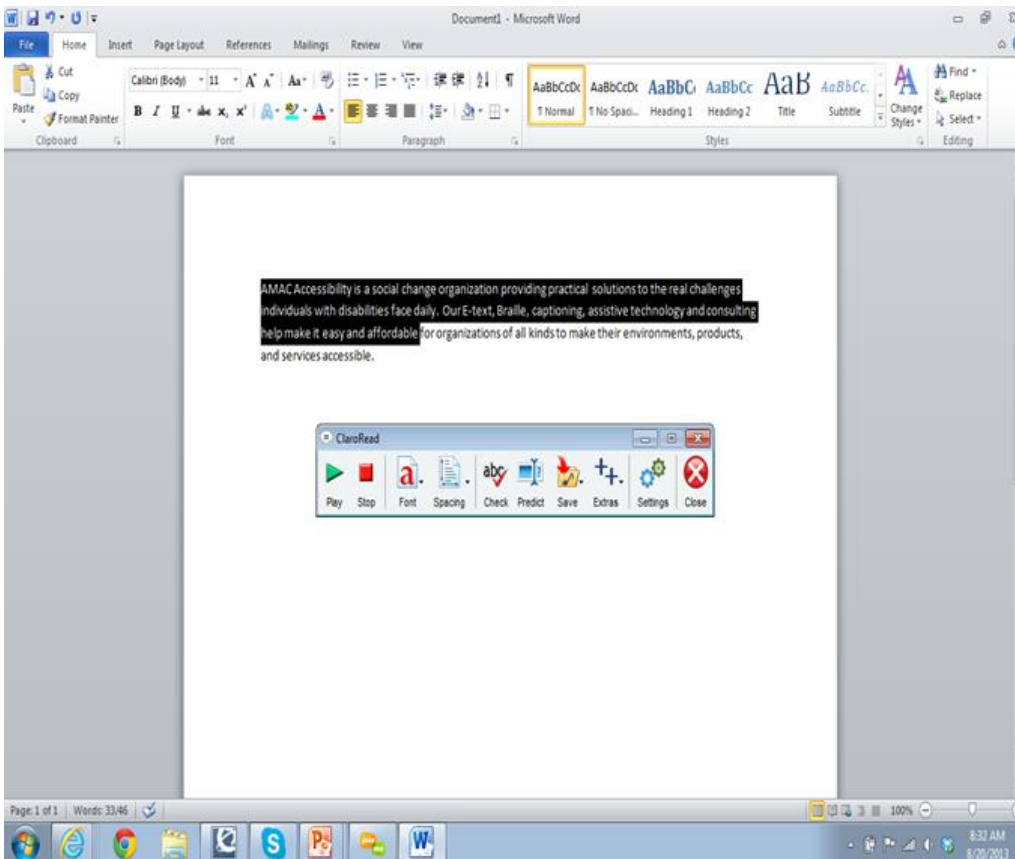 Document1 - Microsoft Word
File Home Insert Page Layout References Mailings Review View
Paste
Cut
Copy
Format Painter
Clipboard
Calibri (Body) 11
Font
Paragraph
AaBbCcDc AaBbCcDc AaBbC AaBbCc AaB AaBbCc.
¶ Normal ¶ No Spaci... Heading 1 Heading 2 Title Subtitle
Change Styles
Styles
Find
Replace
Select
Editing
AMAC Accessibility is a social change organization providing practical solutions to the real challenges
individuals with disabilities face daily. Our E-text, Braille, captioning, assistive technology and consulting
help make it easy and affordable for organizations of all kinds to make their environments, products,
and services accessible.
ClaroRead
Play Stop Font Spacing Check Predict Save Extras Settings Close
Page: 1 of 1 Words: 33/46 100%
8:32 AM
8/20/2013